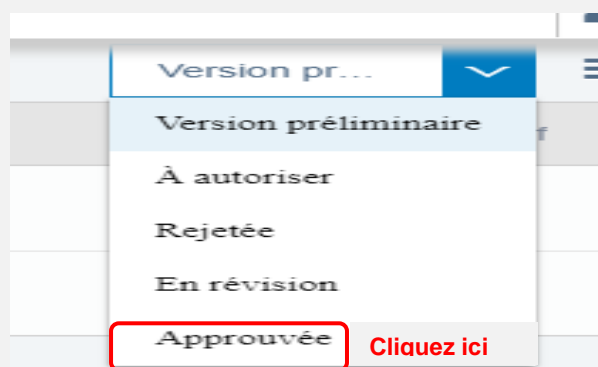 Version pr...
Version préliminaire
f
À autoriser
Rejetée
En révision
Approuvée
Cliquez ici